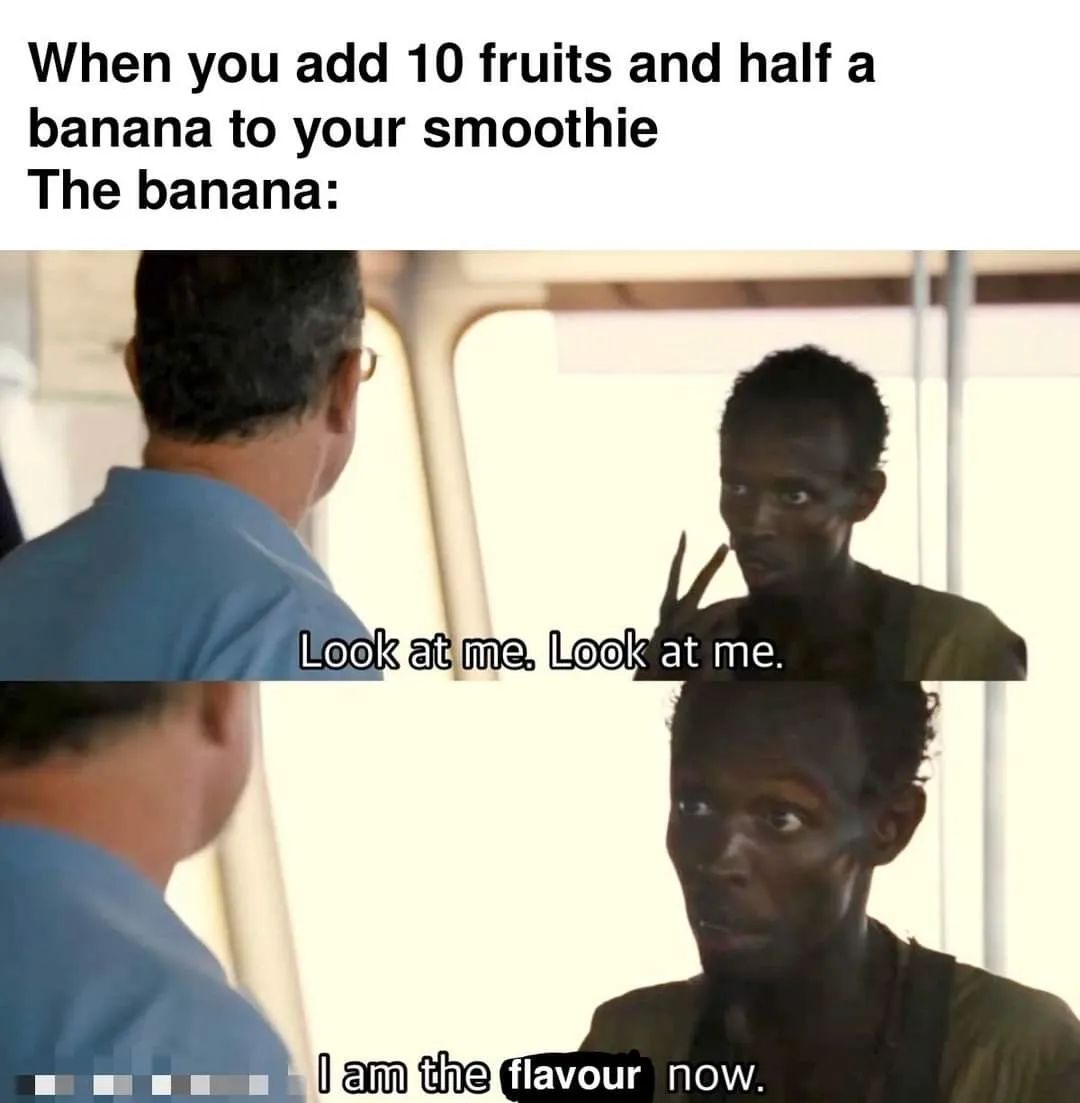 When you add 10 fruits and half a
banana to your smoothie
The banana:
Look at me. Look at me.
I am the flavour now.